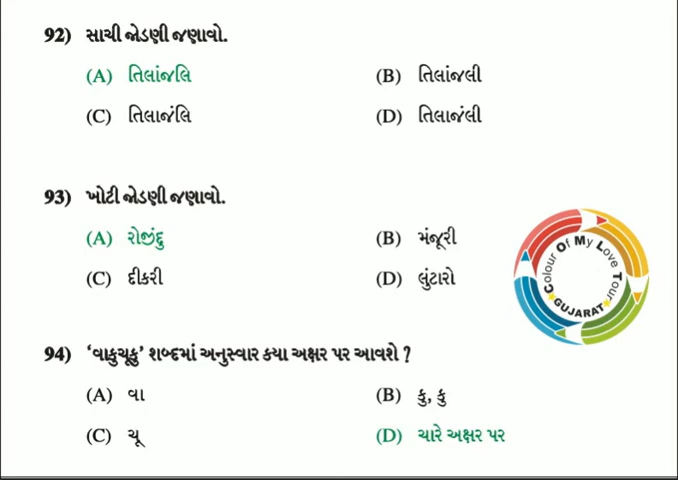 92) સાચી જોડણી જણાવો.
(A) તિલાંજલિ (B) તિલાંજલી
(C) તિલાજંલિ (D) તિલાજંલી
93) ખોટી જોડણી જણાવો.
(A) રોજીંદુ (B) મંજૂરી
(C) દીકરી (D) લુંટારો
Colour Of My Love Tour
GUJARAT
94) ‘વાકુચૂકુ’ શબ્દમાં અનુસ્વાર કયા અક્ષર પર આવશે ?
(A) વા (B) કુ, કુ
(C) ચૂ (D) ચારે અક્ષર પર